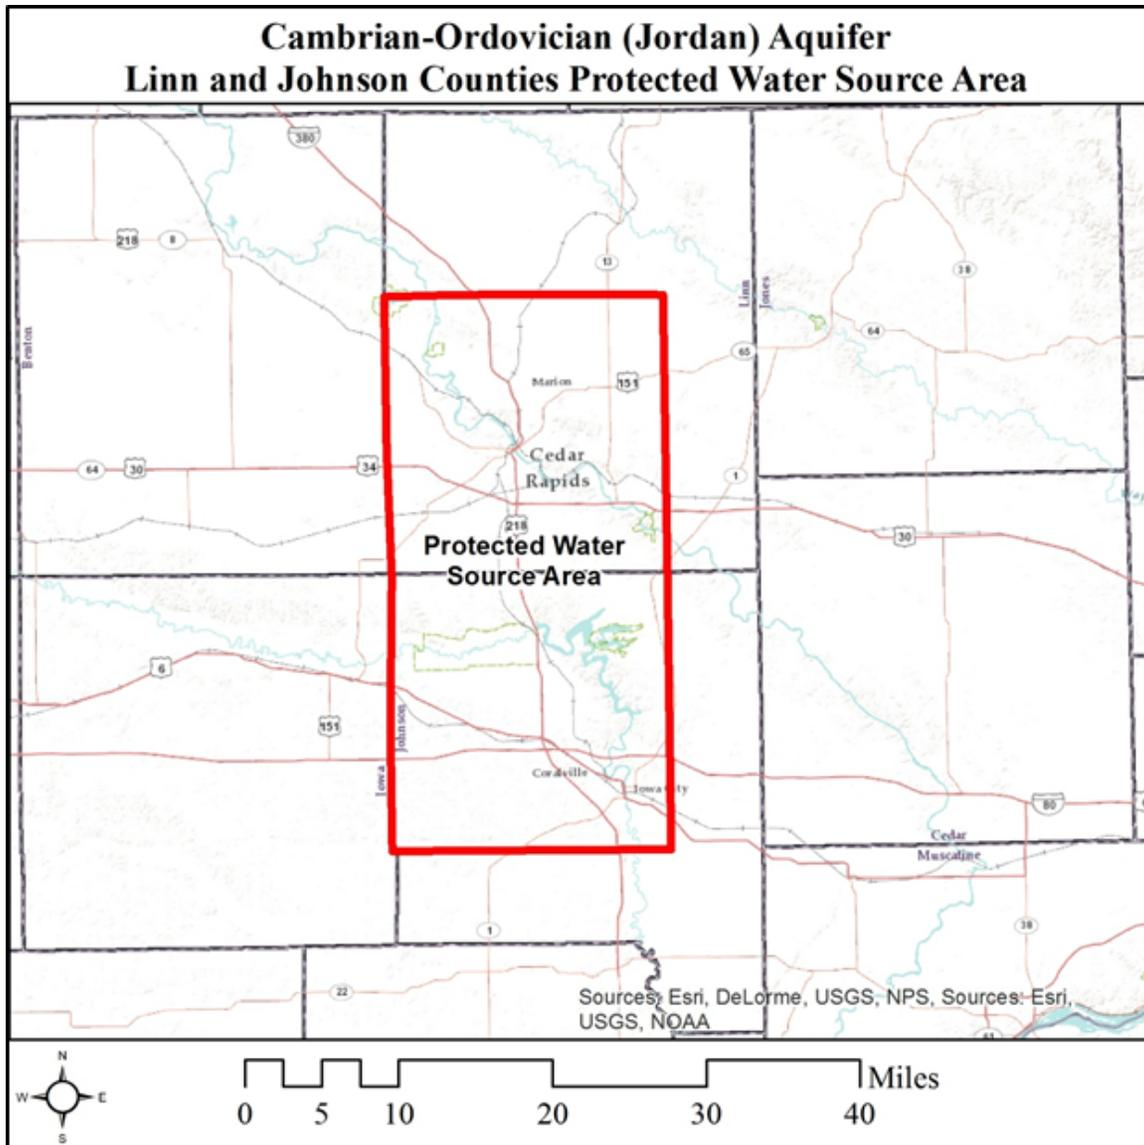 Cambrian-Ordovician (Jordan) Aquifer
Linn and Johnson Counties Protected Water Source Area
380
218
8
13
38
Linn
Jones
64
Benton
65
Marion
151
64
30
34
Cedar
Rapids
1
218
30
Protected Water
Source Area
6
151
Johnson
Iowa
Coralville
Iowa City
80
Cedar
Muscatine
1
38
22
Sources: Esri, DeLorme, USGS, NPS, Sources: Esri,
USGS, NOAA
61
N
W
E
S
Miles
0
5
10
20
30
40